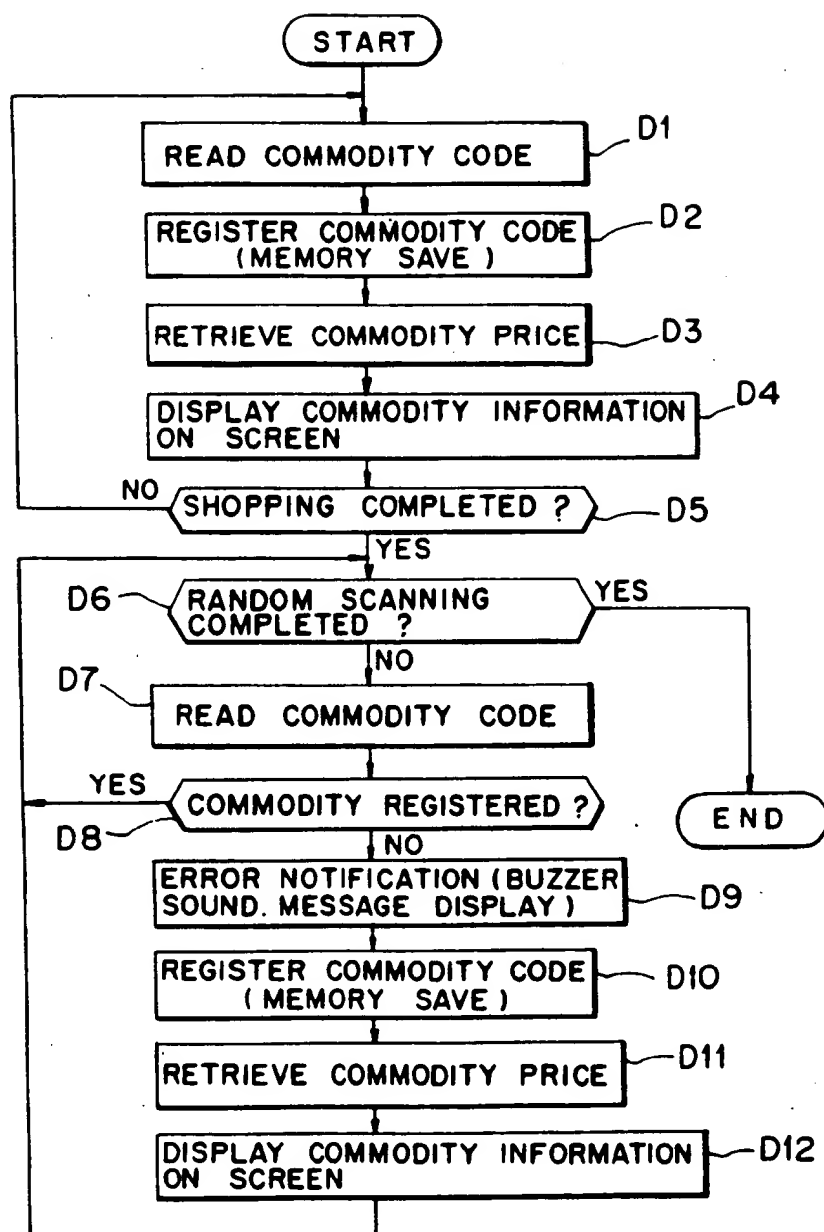 START
READ COMMODITY CODE
D1
REGISTER COMMODITY CODE
(MEMORY SAVE)
D2
RETRIEVE COMMODITY PRICE
D3
DISPLAY COMMODITY INFORMATION
ON SCREEN
D4
NO
SHOPPING COMPLETED ?
D5
YES
D6
RANDOM SCANNING
COMPLETED ?
YES
NO
D7
READ COMMODITY CODE
YES
COMMODITY REGISTERED ?
D8
END
NO
ERROR NOTIFICATION (BUZZER
SOUND. MESSAGE DISPLAY)
D9
REGISTER COMMODITY CODE
(MEMORY SAVE)
D10
RETRIEVE COMMODITY PRICE
D11
DISPLAY COMMODITY INFORMATION
ON SCREEN
D12